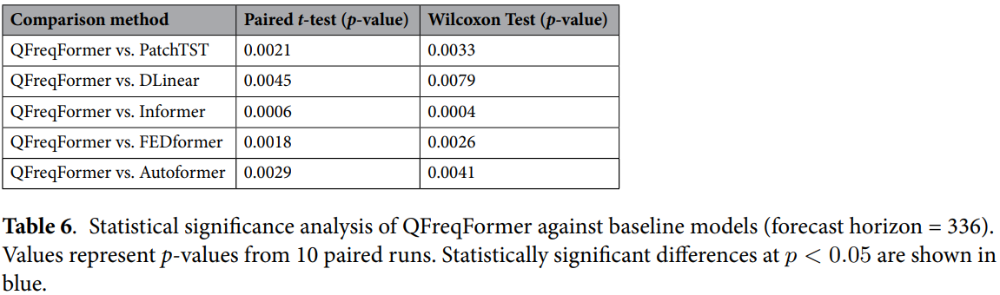 Comparison method Paired t-test (p-value) Wilcoxon Test (p-value)
QFreqFormer vs. PatchTST 0.0021 0.0033
QFreqFormer vs. DLinear 0.0045 0.0079
QFreqFormer vs. Informer 0.0006 0.0004
QFreqFormer vs. FEDformer 0.0018 0.0026
QFreqFormer vs. Autoformer 0.0029 0.0041
Table 6. Statistical significance analysis of QFreqFormer against baseline models (forecast horizon = 336).
Values represent p-values from 10 paired runs. Statistically significant differences at p < 0.05 are shown in
blue.